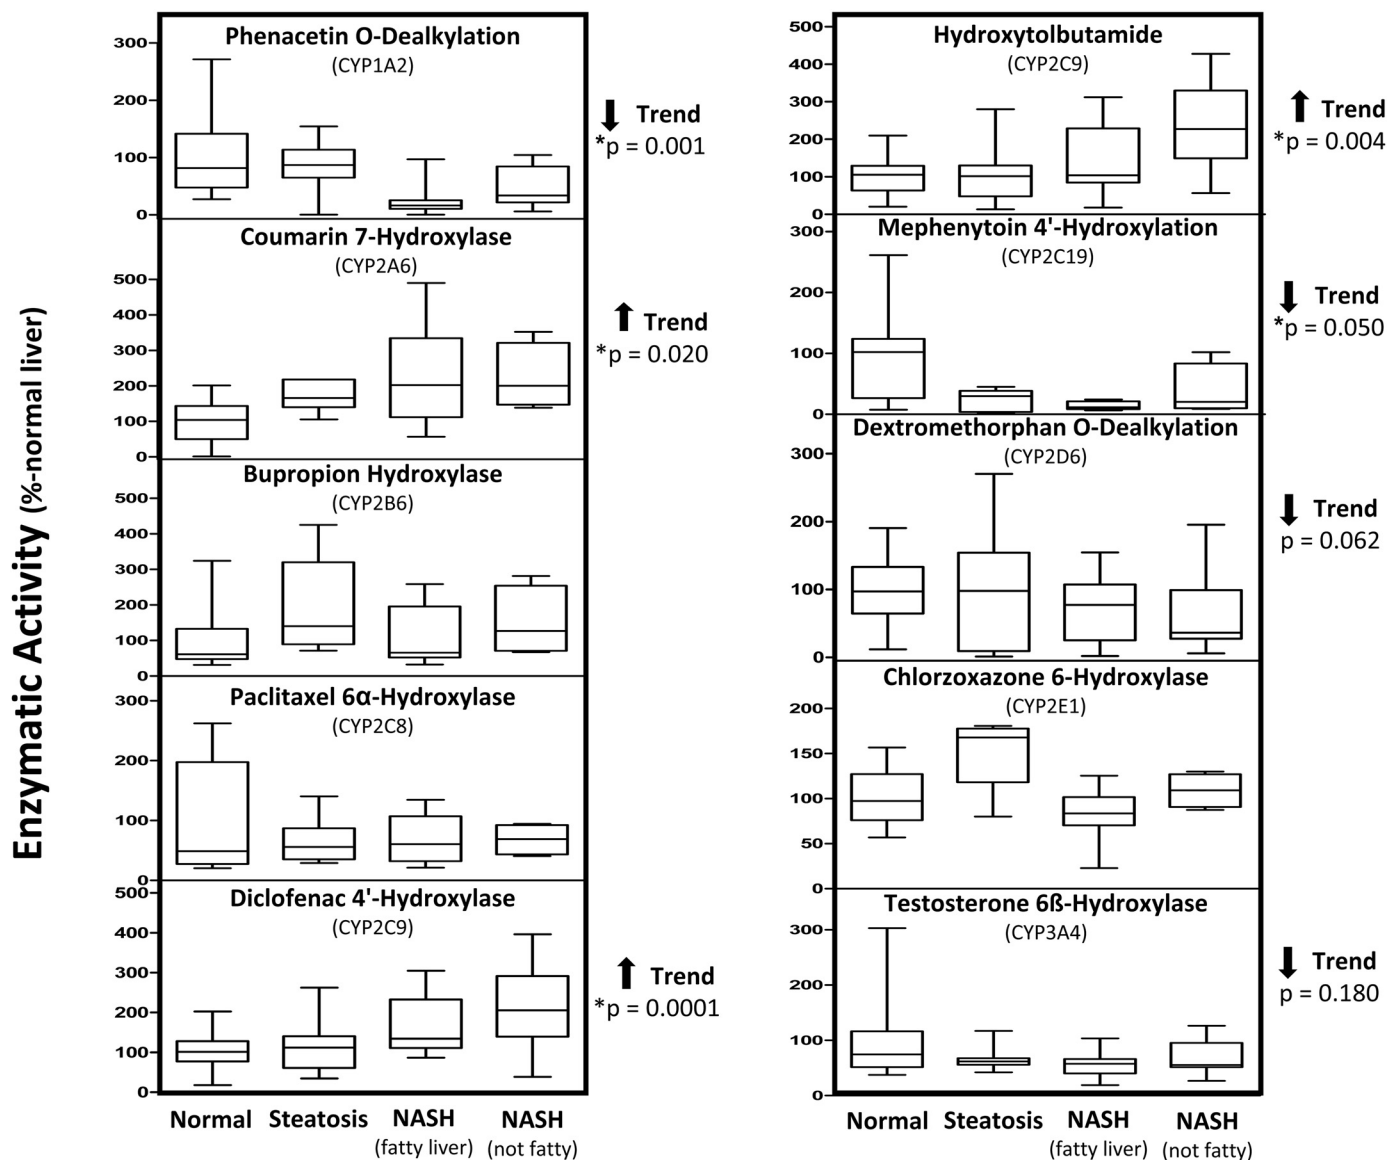 Enzymatic Activity (%-normal liver)
Phenacetin O-Dealkylation
(CYP1A2)
300
200
100
0
Trend
*p = 0.001
Coumarin 7-Hydroxylase
(CYP2A6)
500
400
300
200
100
0
Trend
*p = 0.020
Bupropion Hydroxylase
(CYP2B6)
500
400
300
200
100
0
Paclitaxel 6α-Hydroxylase
(CYP2C8)
300
200
100
0
Diclofenac 4'-Hydroxylase
(CYP2C9)
500
400
300
200
100
0
Trend
*p = 0.0001
Normal Steatosis NASH NASH
(fatty liver) (not fatty)
Hydroxytolbutamide
(CYP2C9)
500
400
300
200
100
0
Trend
*p = 0.004
Mephenytoin 4'-Hydroxylation
(CYP2C19)
300
200
100
0
Trend
*p = 0.050
Dextromethorphan O-Dealkylation
(CYP2D6)
300
200
100
0
Trend
p = 0.062
Chlorzoxazone 6-Hydroxylase
(CYP2E1)
200
150
100
50
0
Testosterone 6ß-Hydroxylase
(CYP3A4)
300
200
100
0
Trend
p = 0.180
Normal Steatosis NASH NASH
(fatty liver) (not fatty)